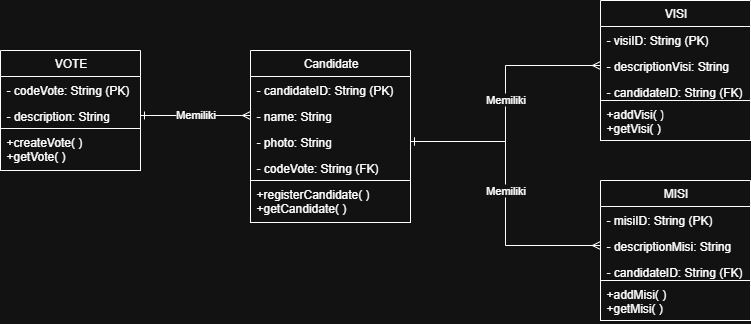 VOTE
- codeVote: String (PK)
- description: String
+createVote( )
+getVote( )
Memiliki
Candidate
- candidateID: String (PK)
- name: String
- photo: String
- codeVote: String (FK)
+registerCandidate( )
+getCandidate( )
Memiliki
Memiliki
VISI
- visiID: String (PK)
- descriptionVisi: String
- candidateID: String (FK)
+addVisi( )
+getVisi( )
MISI
- misiID: String (PK)
- descriptionMisi: String
- candidateID: String (FK)
+addMisi( )
+getMisi( )